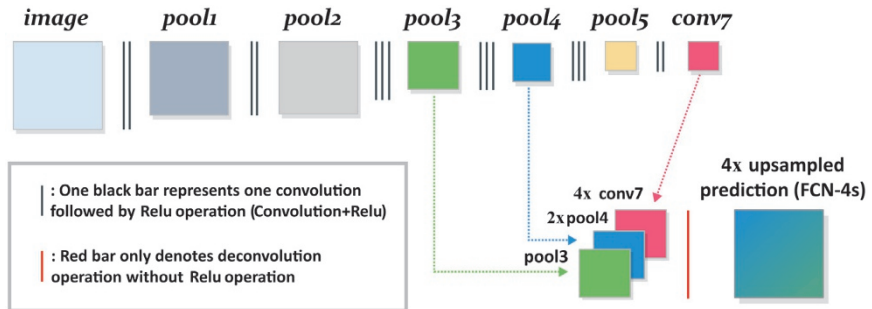 image pool1 pool2 pool3 pool4 pool5 conv7
: One black bar represents one convolution
followed by Relu operation (Convolution+Relu)
: Red bar only denotes deconvolution
operation without Relu operation
4x conv7
2x pool4
pool3
4x upsampled
prediction (FCN-4s)